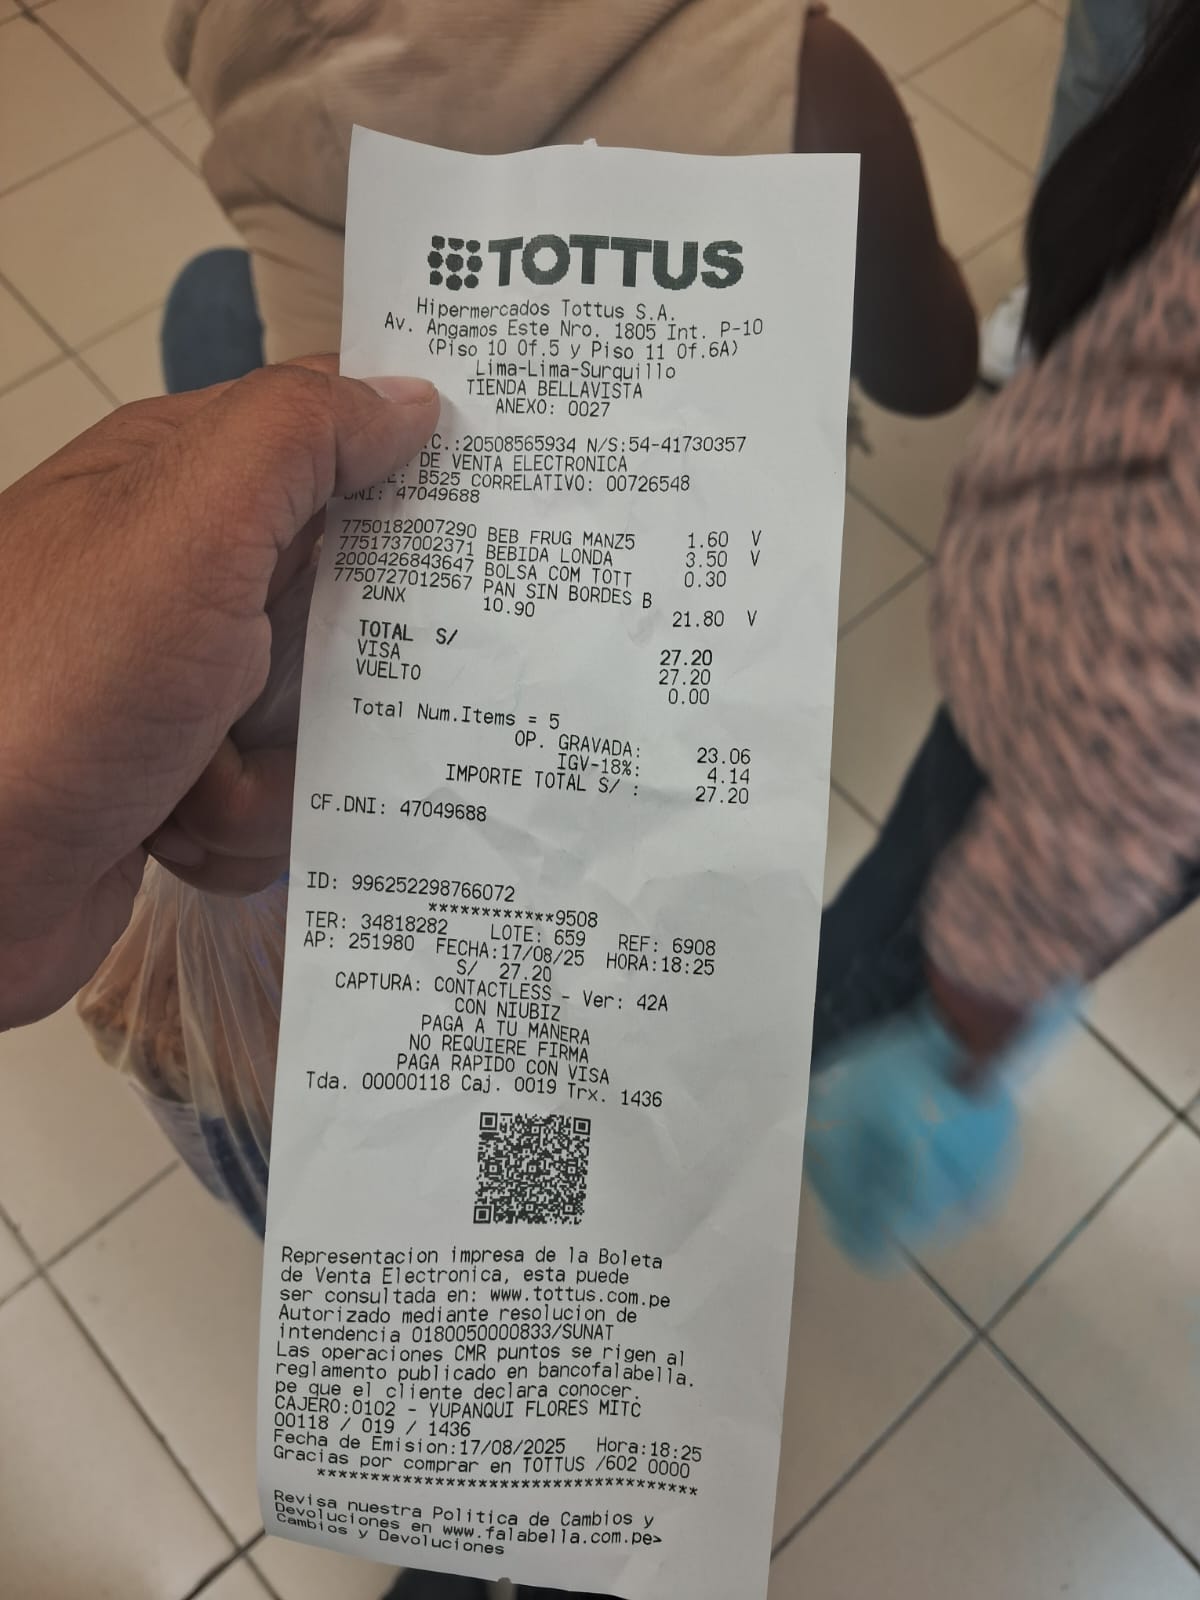 TOTTUS
Hipermercados Tottus S.A.
Av. Angamos Este Nro. 1805 Int. P-10
(Piso 10 Of.5 y Piso 11 Of.6A)
Lima-Lima-Surquillo
TIENDA BELLAVISTA
ANEXO: 0027
.C.:20508565934 N/S:54-41730357
DE VENTA ELECTRONICA
B525 CORRELATIVO: 00726548
DNI: 47049688
7750182007290 BEB FRUG MANZ5 1.60 V
7751737002371 BEBIDA LONDA 3.50 V
2000426843647 BOLSA COM TOTT 0.30
7750727012567 PAN SIN BORDES B
2UNX 10.90 21.80 V
TOTAL S/ 27.20
VISA 27.20
VUELTO 0.00
Total Num.Items = 5
OP. GRAVADA: 23.06
IGV-18%: 4.14
IMPORTE TOTAL S/ : 27.20
CF.DNI: 47049688
ID: 996252298766072
************9508
TER: 34818282 LOTE: 659 REF: 6908
AP: 251980 FECHA:17/08/25 HORA:18:25
S/ 27.20
CAPTURA: CONTACTLESS - Ver: 42A
CON NIUBIZ
PAGA A TU MANERA
NO REQUIERE FIRMA
PAGA RAPIDO CON VISA
Tda. 00000118 Caj. 0019 Trx. 1436
Representacion impresa de la Boleta
de Venta Electronica, esta puede
ser consultada en: www.tottus.com.pe
Autorizado mediante resolucion de
intendencia 0180050000833/SUNAT
Las operaciones CMR puntos se rigen al
reglamento publicado en bancofalabella.
pe que el cliente declara conocer.
CAJERO:0102 - YUPANQUI FLORES MITC
00118 / 019 / 1436
Fecha de Emision:17/08/2025 Hora:18:25
Gracias por comprar en TOTTUS /602 0000
************************************
Revisa nuestra Politica de Cambios y
Devoluciones en www.falabella.com.pe>
Cambios y Devoluciones